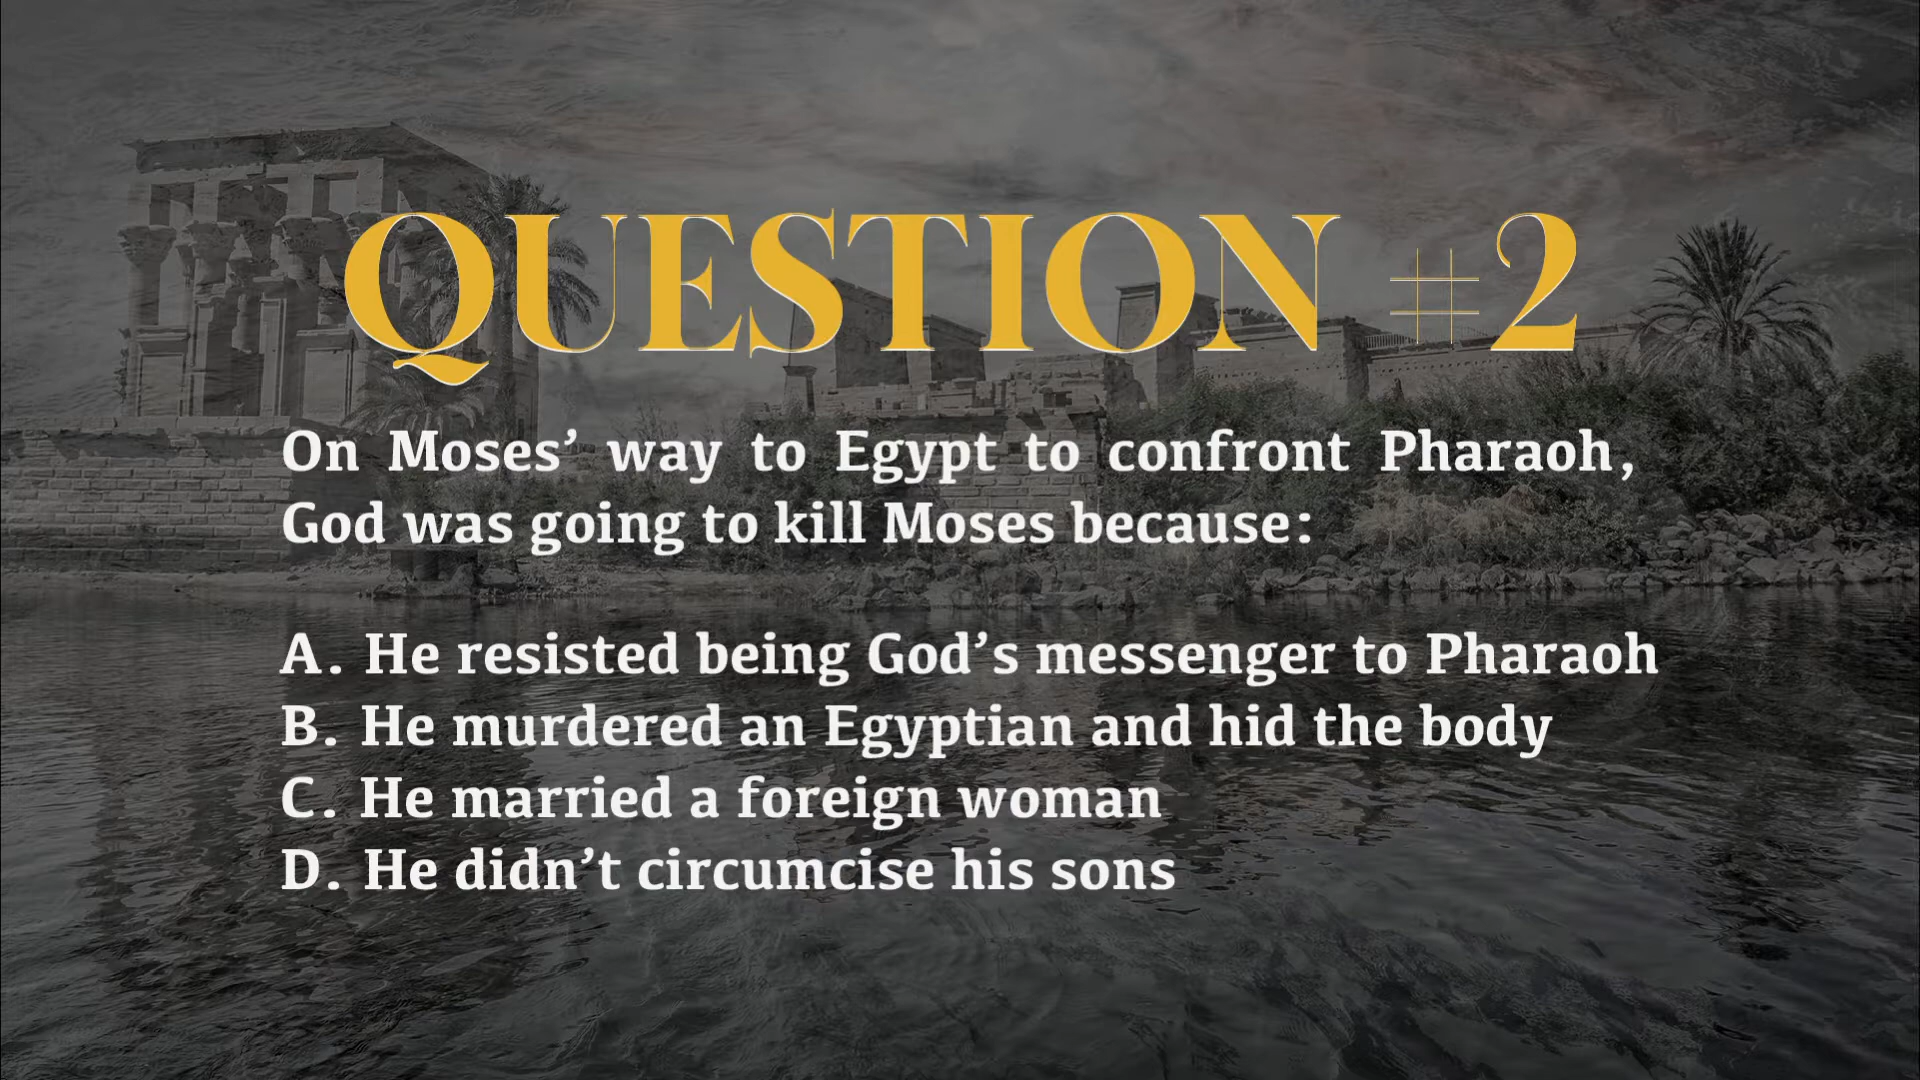 QUESTION #2
On Moses’ way to Egypt to confront Pharaoh,
God was going to kill Moses because:
A. He resisted being God’s messenger to Pharaoh
B. He murdered an Egyptian and hid the body
C. He married a foreign woman
D. He didn’t circumcise his sons